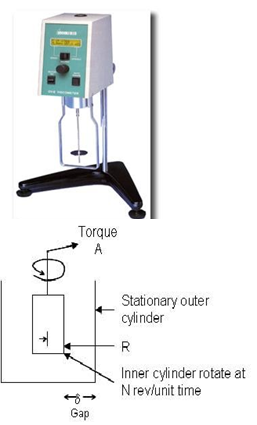 Torque
A
Stationary outer
cylinder
R
Inner cylinder rotate at
N rev/unit time
δ
Gap